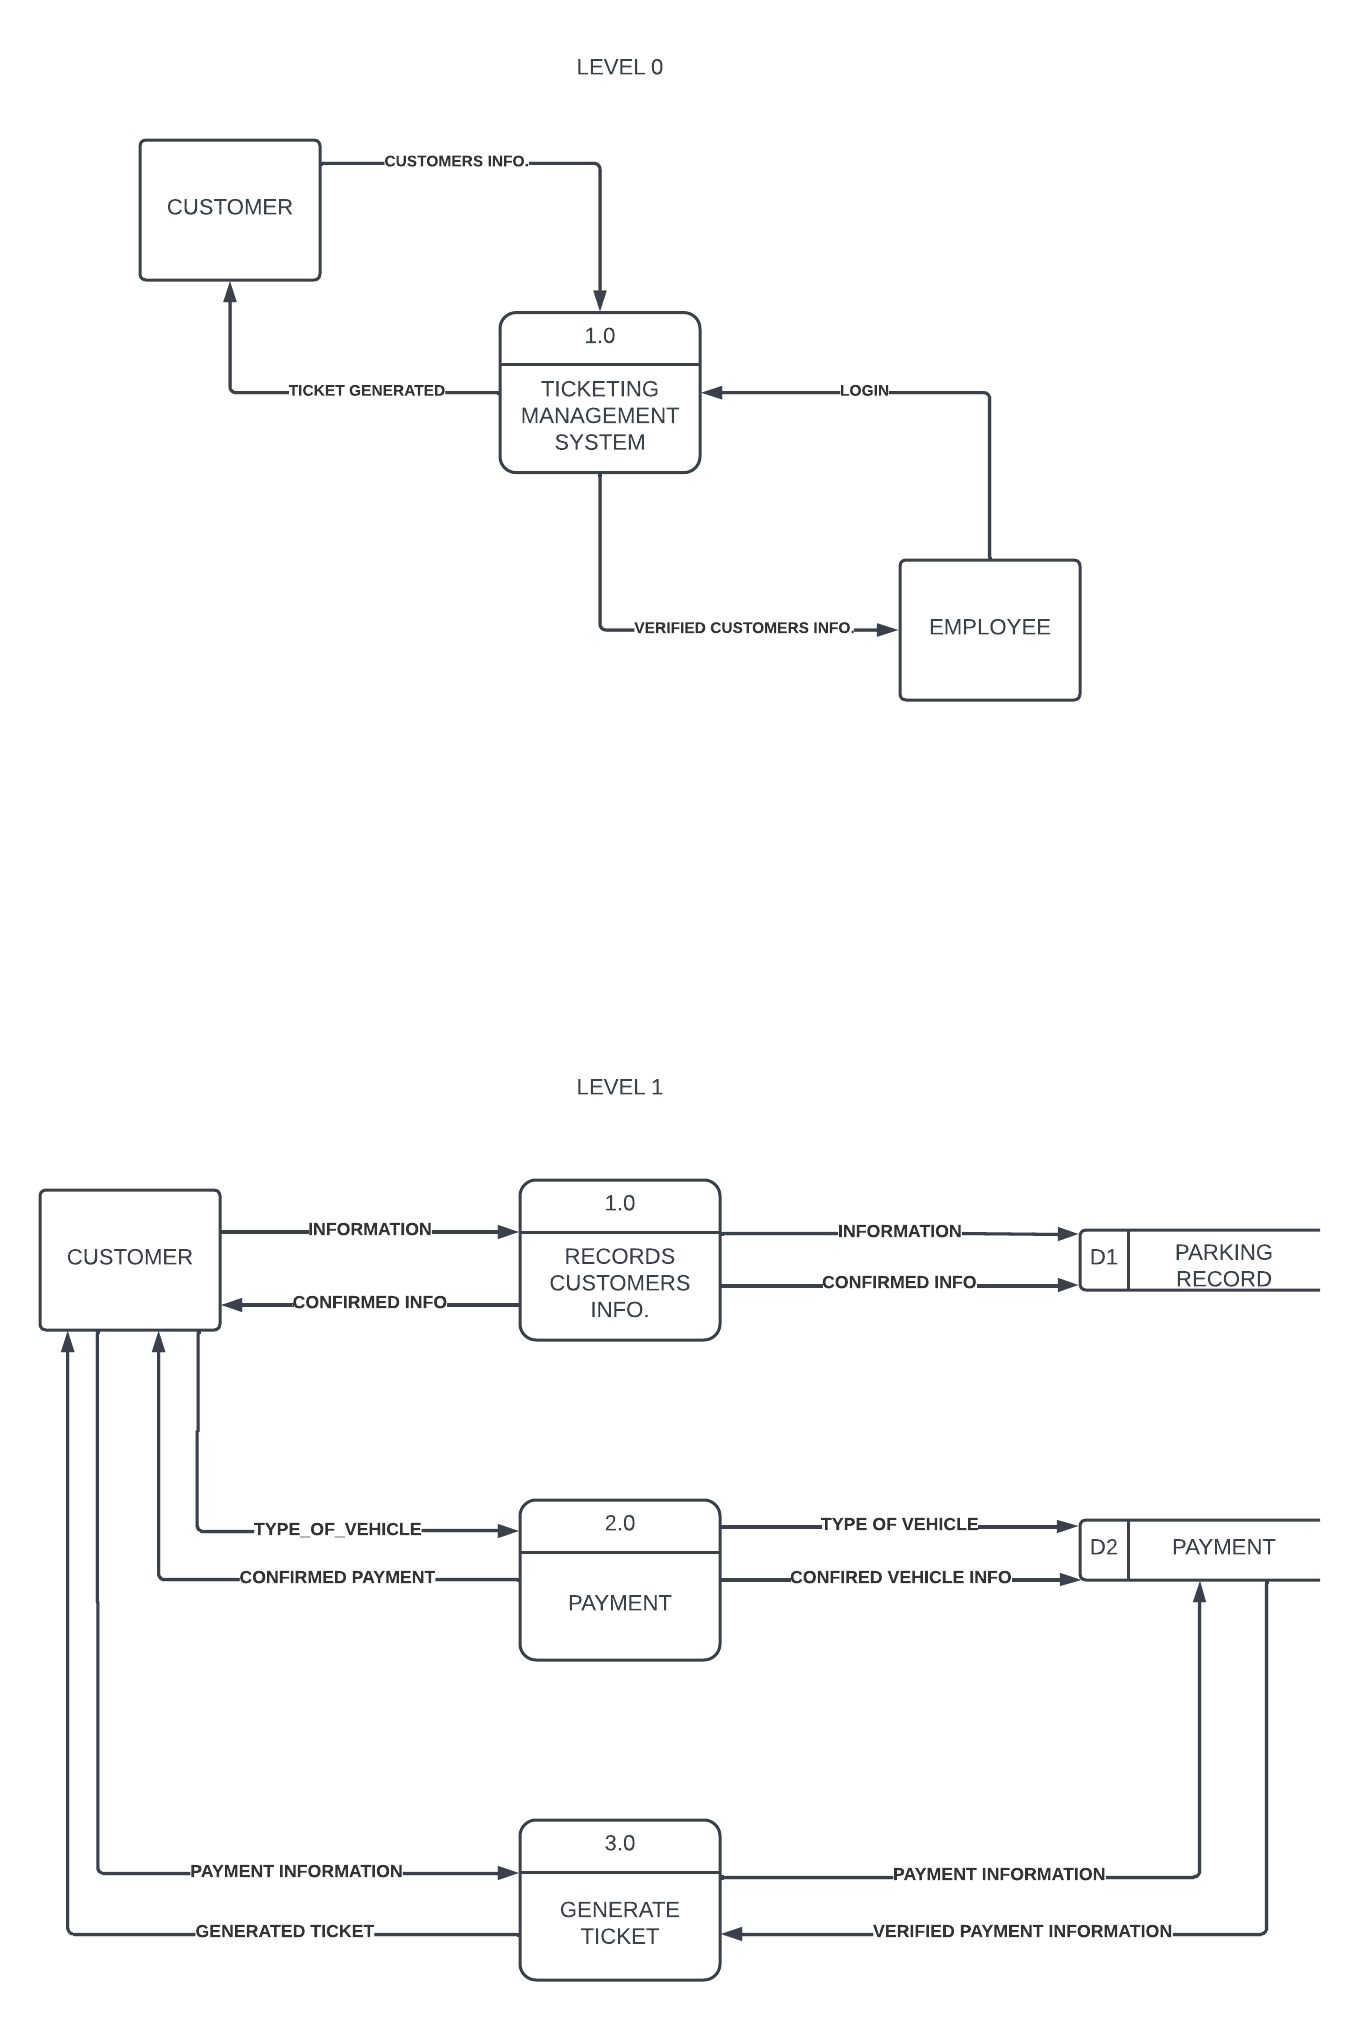 LEVEL 0
CUSTOMERS INFO.
CUSTOMER
1.0
TICKETING
MANAGEMENT
SYSTEM
TICKET GENERATED
LOGIN
VERIFIED CUSTOMERS INFO.
EMPLOYEE
LEVEL 1
CUSTOMER
INFORMATION
CONFIRMED INFO
1.0
RECORDS
CUSTOMERS
INFO.
INFORMATION
CONFIRMED INFO
D1
PARKING
RECORD
TYPE_OF_VEHICLE
CONFIRMED PAYMENT
2.0
PAYMENT
TYPE OF VEHICLE
CONFIRED VEHICLE INFO
D2
PAYMENT
PAYMENT INFORMATION
GENERATED TICKET
3.0
GENERATE
TICKET
PAYMENT INFORMATION
VERIFIED PAYMENT INFORMATION